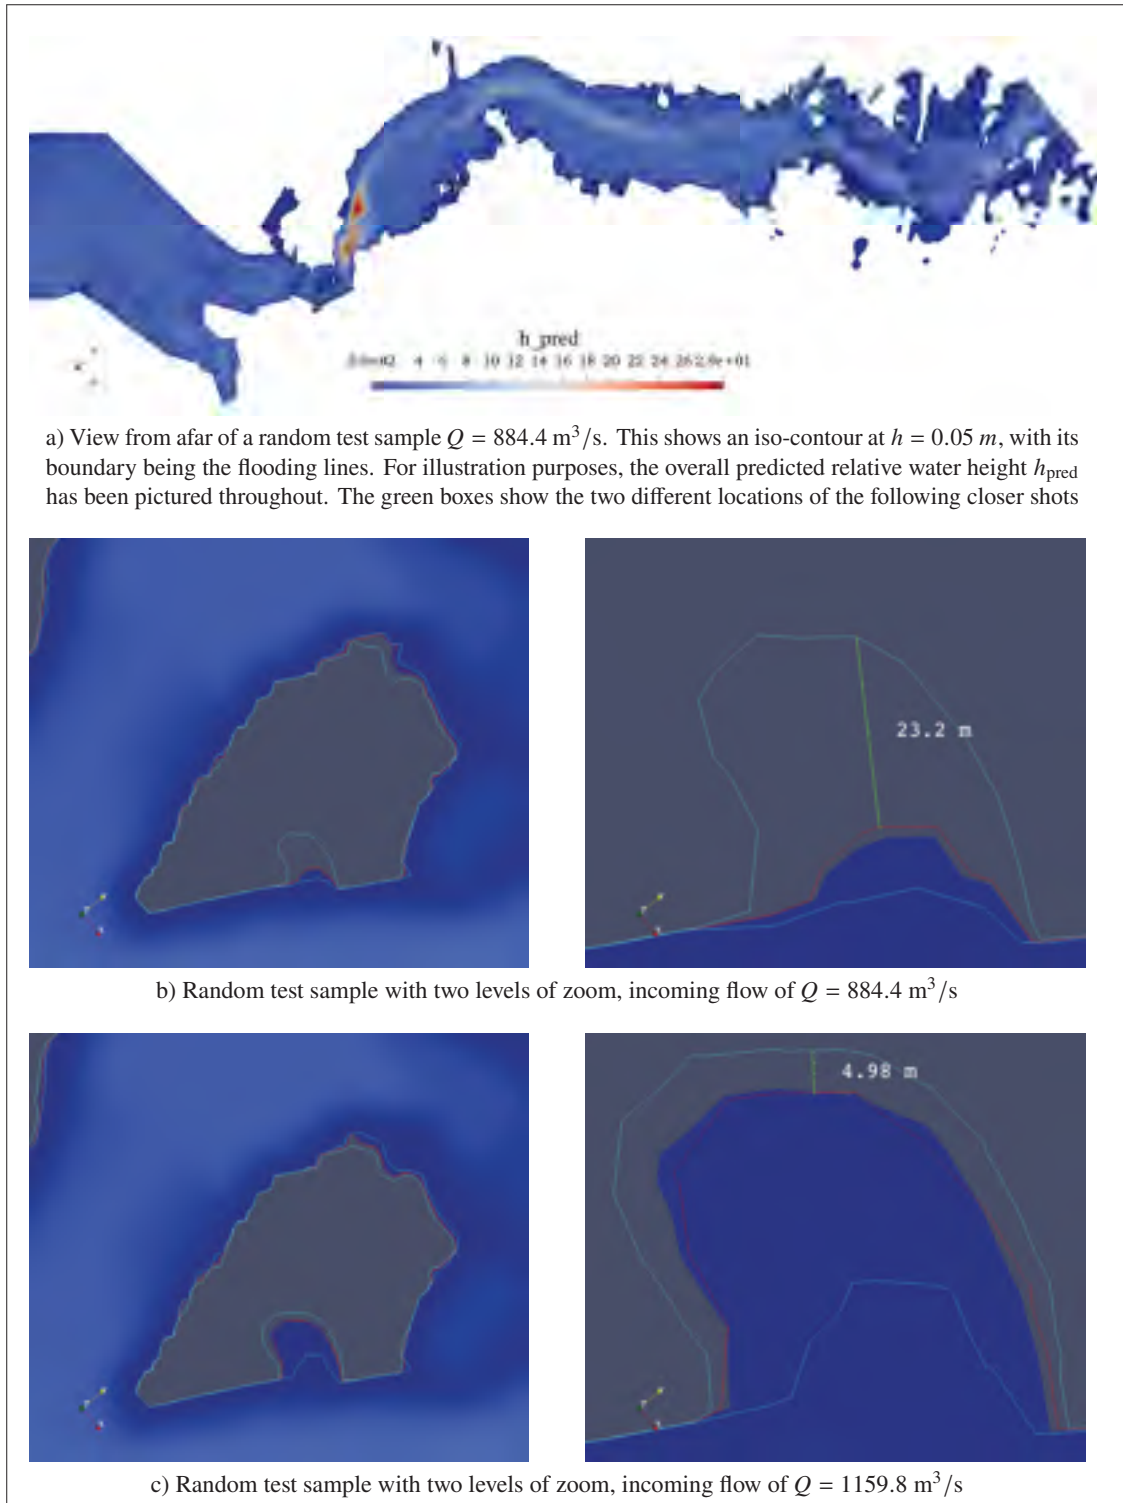 h_pred
4 6 8 10 12 14 16 18 20 22 24 26 2.8e+01
a) View from afar of a random test sample Q = 884.4 m³/s. This shows an iso-contour at h = 0.05 m, with its
boundary being the flooding lines. For illustration purposes, the overall predicted relative water height h_pred
has been pictured throughout. The green boxes show the two different locations of the following closer shots
23.2 m
b) Random test sample with two levels of zoom, incoming flow of Q = 884.4 m³/s
4.98 m
c) Random test sample with two levels of zoom, incoming flow of Q = 1159.8 m³/s